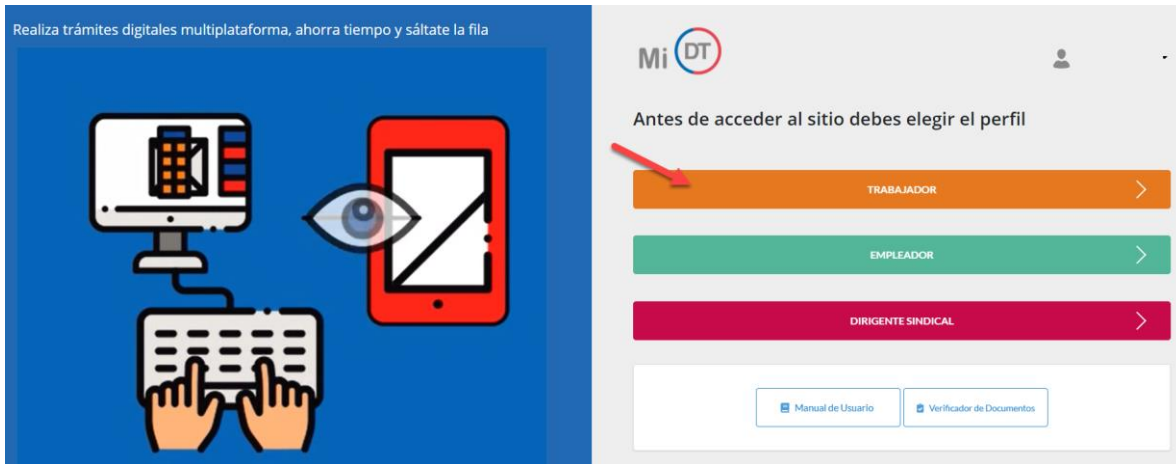 Realiza trámites digitales multiplataforma, ahorra tiempo y sáltate la fila
Mi DT
Antes de acceder al sitio debes elegir el perfil
TRABAJADOR
EMPLEADOR
DIRIGENTE SINDICAL
Manual de Usuario
Verificador de Documentos